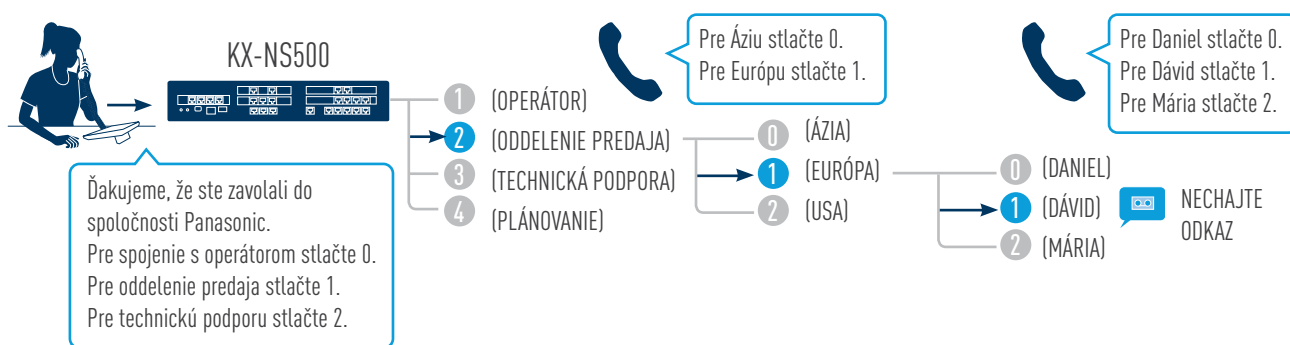 KX-NS500
Ďakujeme, že ste zavolali do
spoločnosti Panasonic.
Pre spojenie s operátorom stlačte 0.
Pre oddelenie predaja stlačte 1.
Pre technickú podporu stlačte 2.
1 (OPERÁTOR)
2 (ODDELENIE PREDAJA)
3 (TECHNICKÁ PODPORA)
4 (PLÁNOVANIE)
Pre Áziu stlačte 0.
Pre Európu stlačte 1.
0 (ÁZIA)
1 (EURÓPA)
2 (USA)
Pre Daniel stlačte 0.
Pre Dávid stlačte 1.
Pre Mária stlačte 2.
0 (DANIEL)
1 (DÁVID)
2 (MÁRIA)
NECHAJTE
ODKAZ